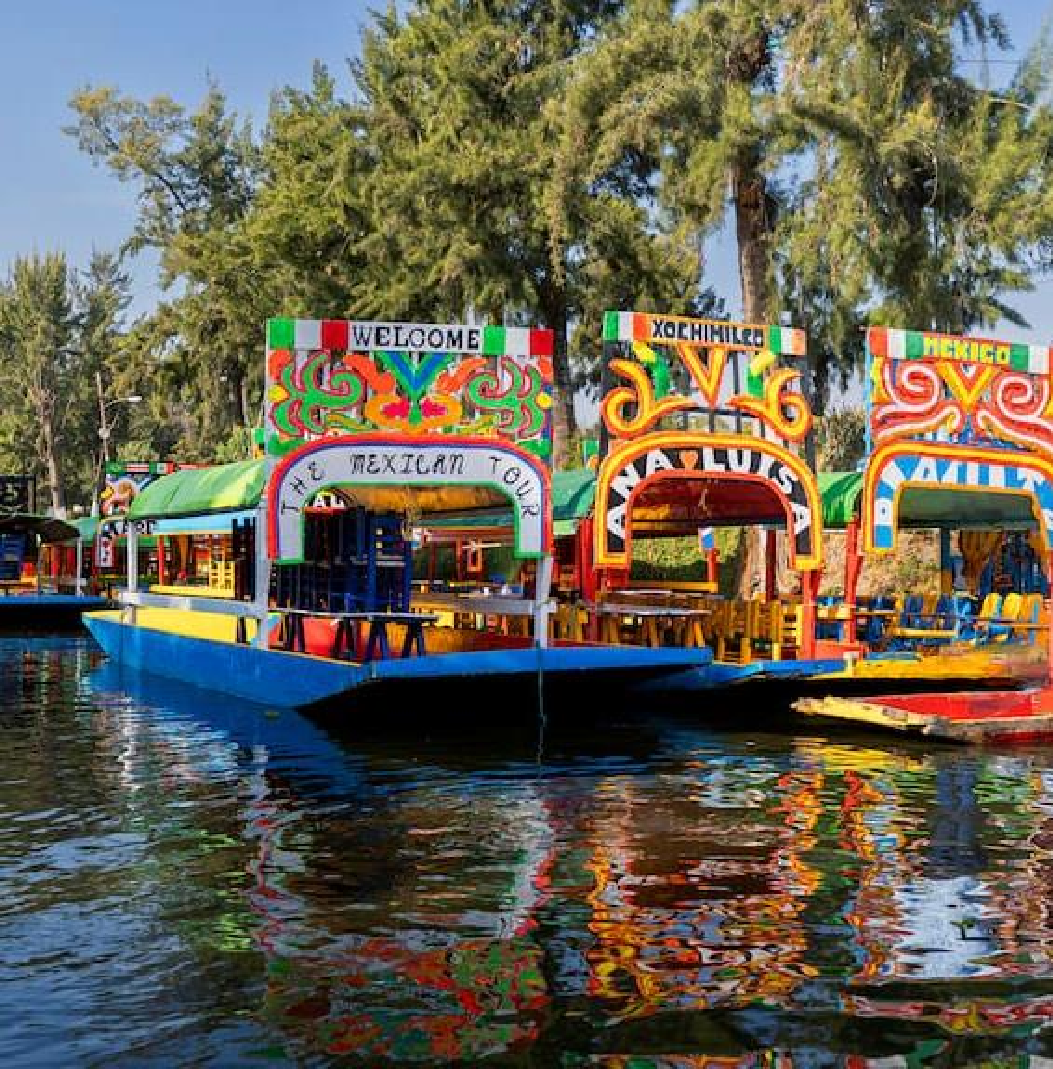 WELCOME
THE MEXICAN TOUR
XOCHIMILCO
ANA LUISA
MEXICO